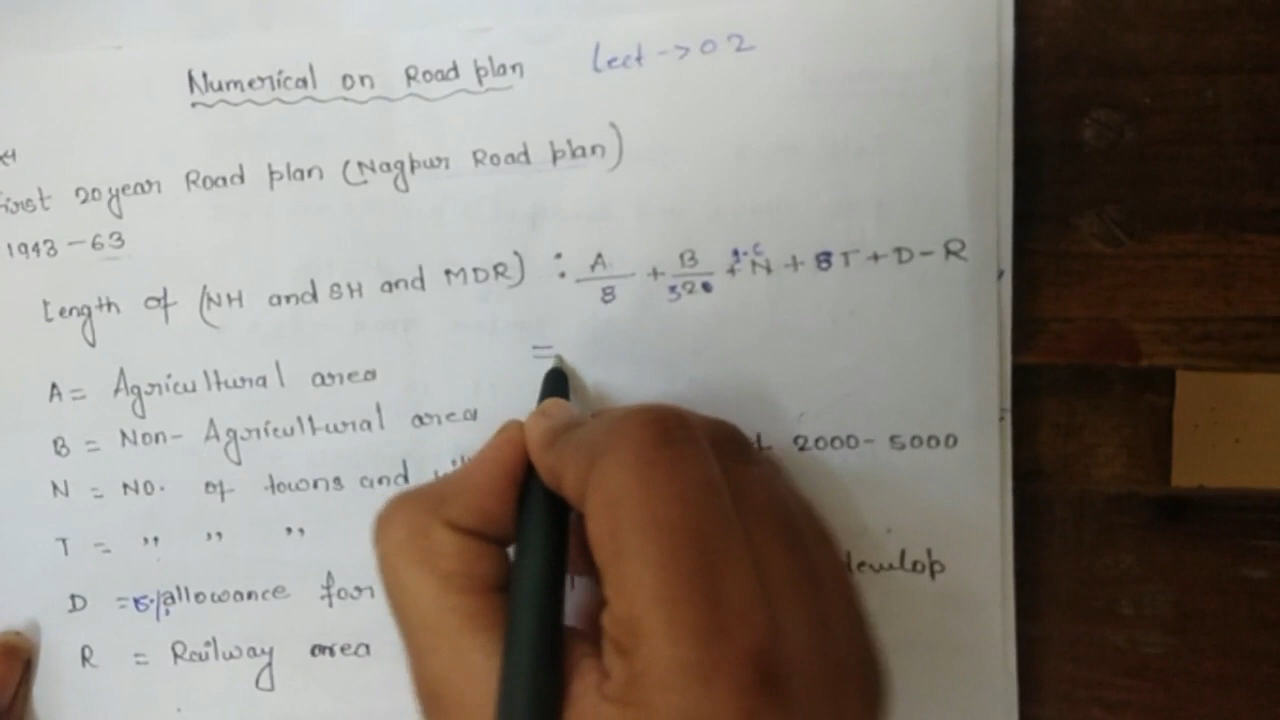 Numerical on Road plan Lect -> 02
First 20 year Road plan (Nagpur Road plan)
1943-63
Length of (NH and SH and MDR) : A/8 + B/32 + N + 8T + D - R
=
A = Agricultural area
B = Non-Agricultural area
N = No. of towns and 2000-5000
T = " " "
D = allowance for develop
R = Railway area